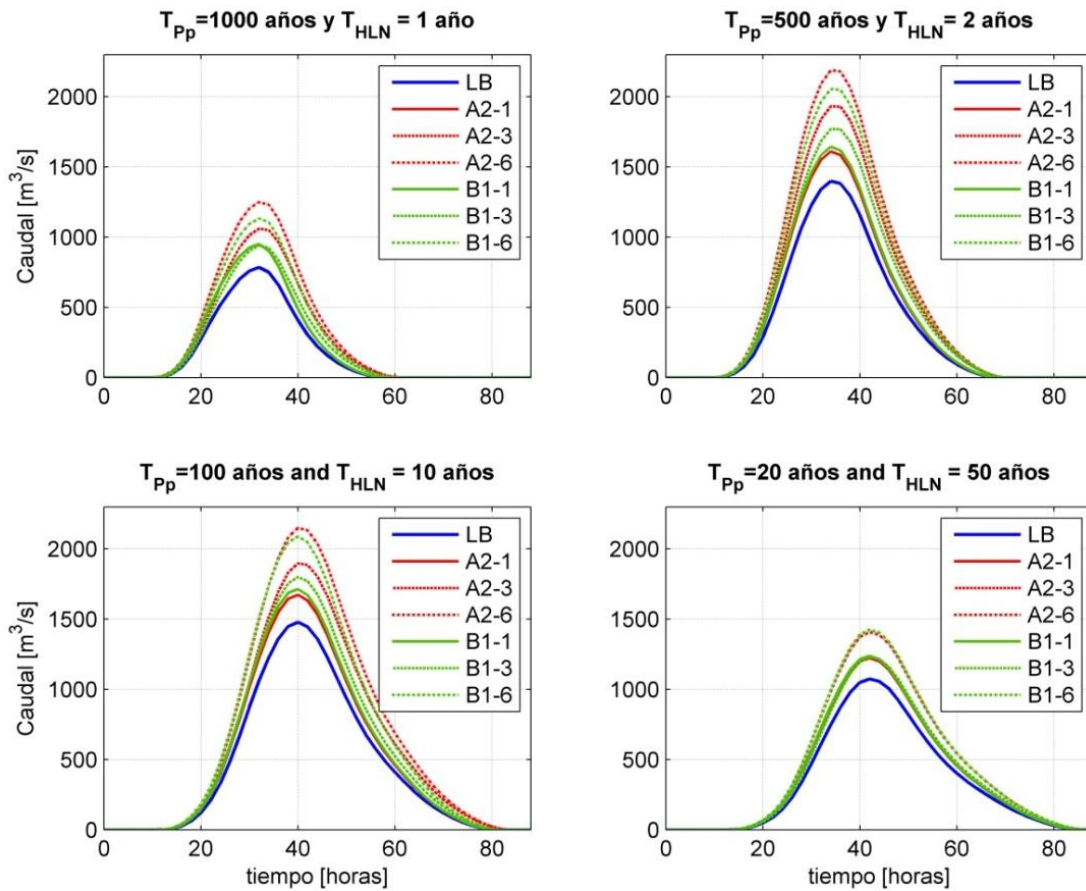 T_Pp=1000 años y T_HLN = 1 año
Caudal [m³/s]
2000
1500
1000
500
0
0 20 40 60 80
LB
A2-1
A2-3
A2-6
B1-1
B1-3
B1-6
T_Pp=500 años y T_HLN= 2 años
2000
1500
1000
500
0
0 20 40 60 80
LB
A2-1
A2-3
A2-6
B1-1
B1-3
B1-6
T_Pp=100 años and T_HLN = 10 año
Caudal [m³/s]
2000
1500
1000
500
0
0 20 40 60 80
tiempo [horas]
LB
A2-1
A2-3
A2-6
B1-1
B1-3
B1-6
T_Pp=20 años and T_HLN = 50 años
2000
1500
1000
500
0
0 20 40 60 80
tiempo [horas]
LB
A2-1
A2-3
A2-6
B1-1
B1-3
B1-6